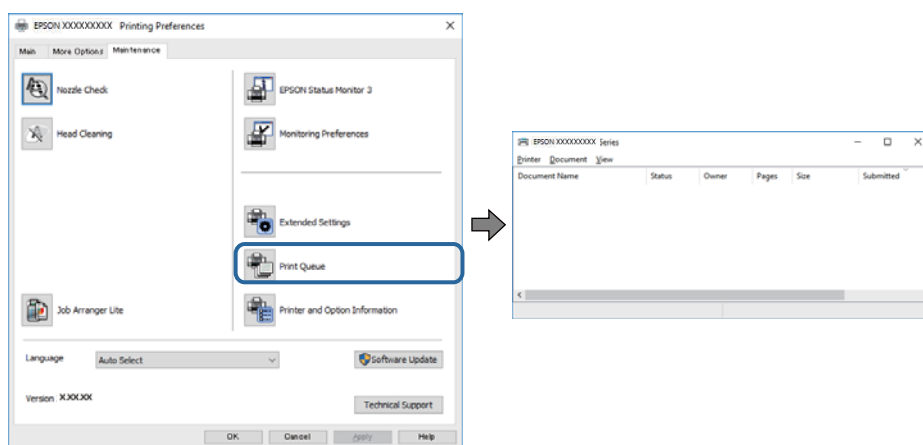 EPSON XXXXXXXXX Printing Preferences
Main More Options Maintenance
Nozzle Check
EPSON Status Monitor 3
Head Cleaning
Monitoring Preferences
Extended Settings
Print Queue
Job Arranger Lite
Printer and Option Information
Language Auto Select
Software Update
Version X.XX.XX
Technical Support
OK Cancel Apply Help
EPSON XXXXXXXXX Series
Printer Document View
Document Name Status Owner Pages Size Submitted